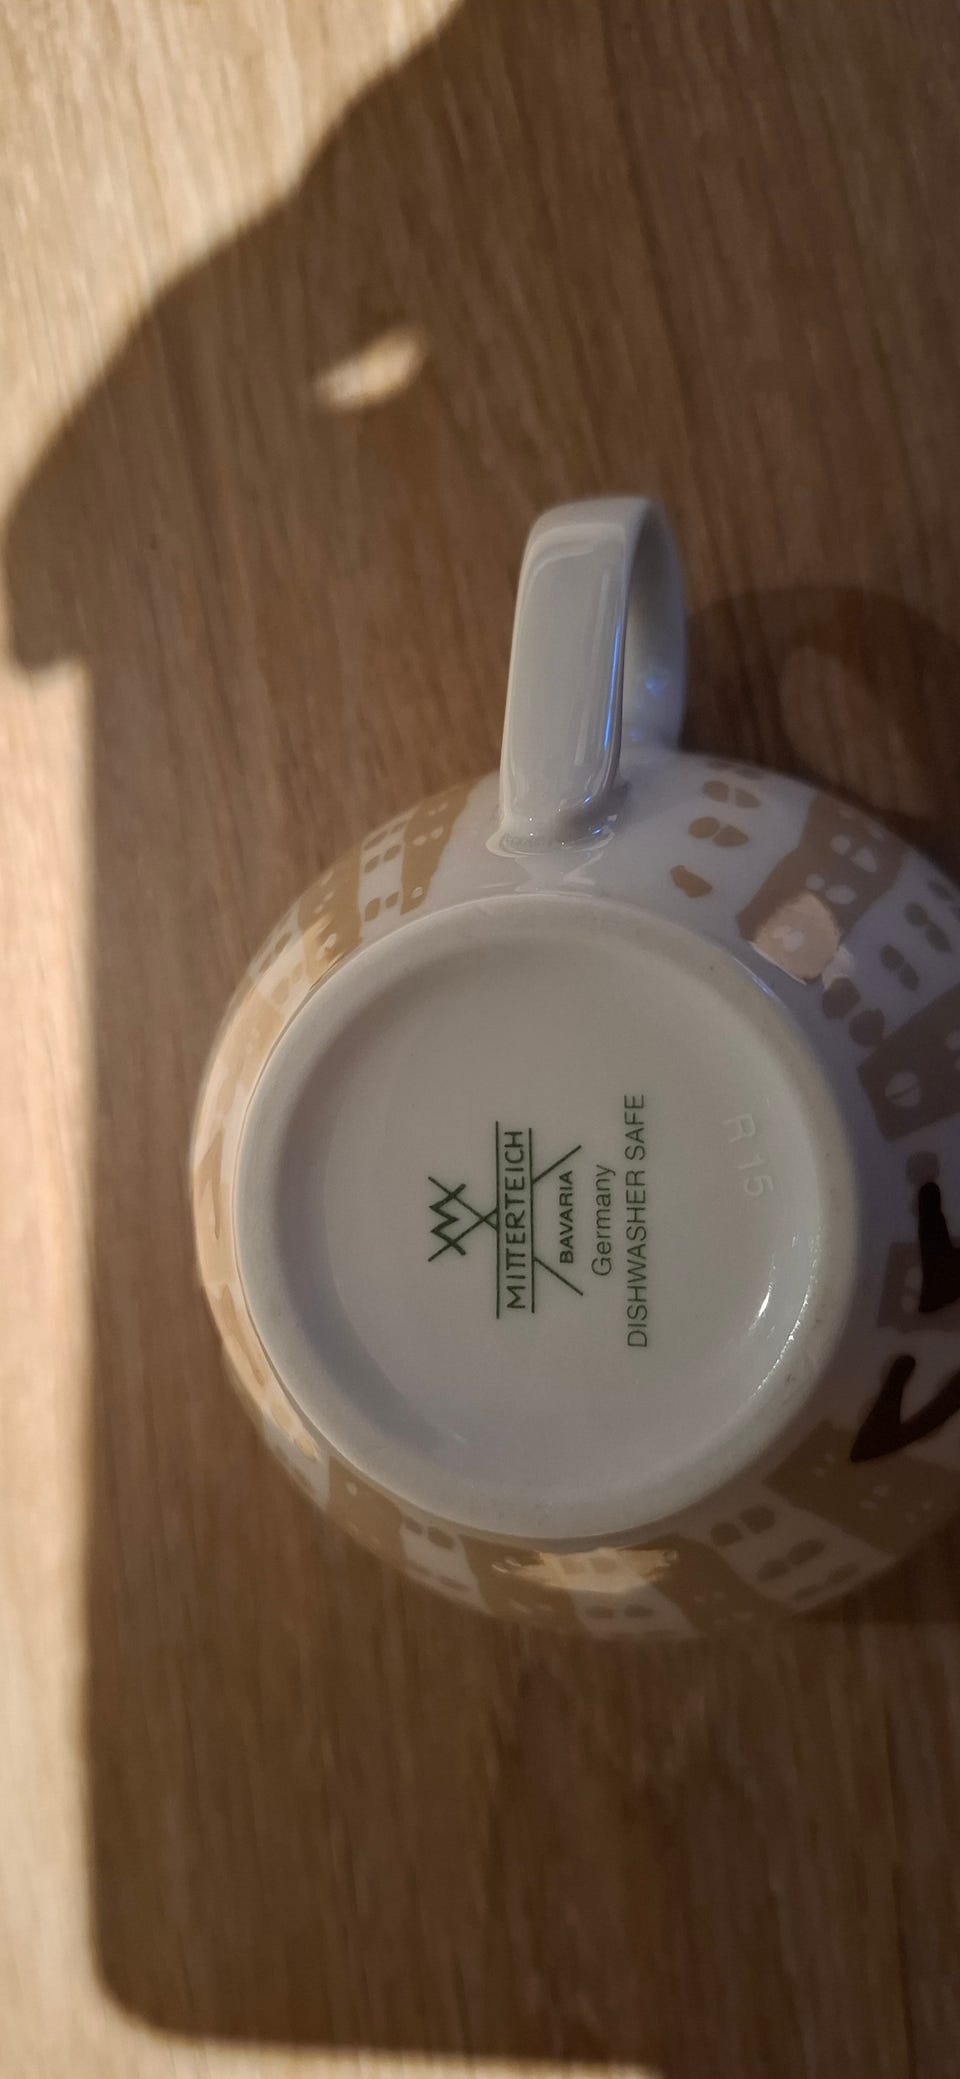 MITTERTEICH
BAVARIA
Germany
DISHWASHER SAFE
R 15